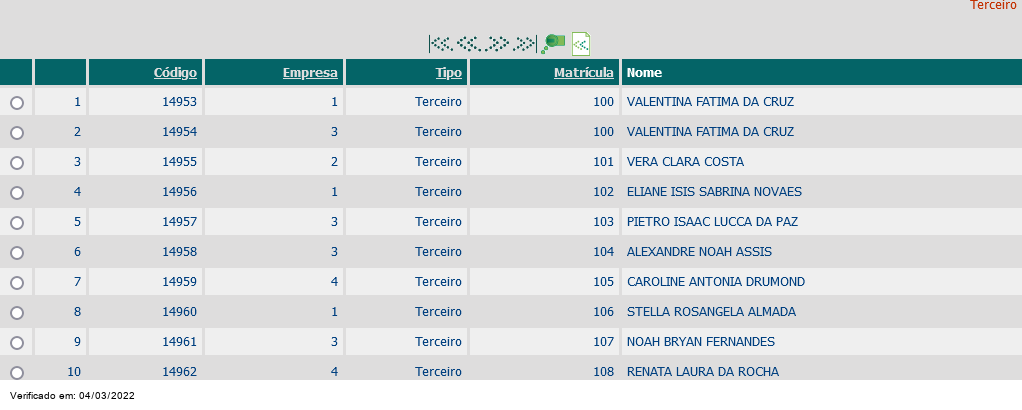 Terceiro
Código Empresa Tipo Matrícula Nome
1 14953 1 Terceiro 100 VALENTINA FATIMA DA CRUZ
2 14954 3 Terceiro 100 VALENTINA FATIMA DA CRUZ
3 14955 2 Terceiro 101 VERA CLARA COSTA
4 14956 1 Terceiro 102 ELIANE ISIS SABRINA NOVAES
5 14957 3 Terceiro 103 PIETRO ISAAC LUCCA DA PAZ
6 14958 3 Terceiro 104 ALEXANDRE NOAH ASSIS
7 14959 4 Terceiro 105 CAROLINE ANTONIA DRUMOND
8 14960 1 Terceiro 106 STELLA ROSANGELA ALMADA
9 14961 3 Terceiro 107 NOAH BRYAN FERNANDES
10 14962 4 Terceiro 108 RENATA LAURA DA ROCHA
Verificado em: 04/03/2022